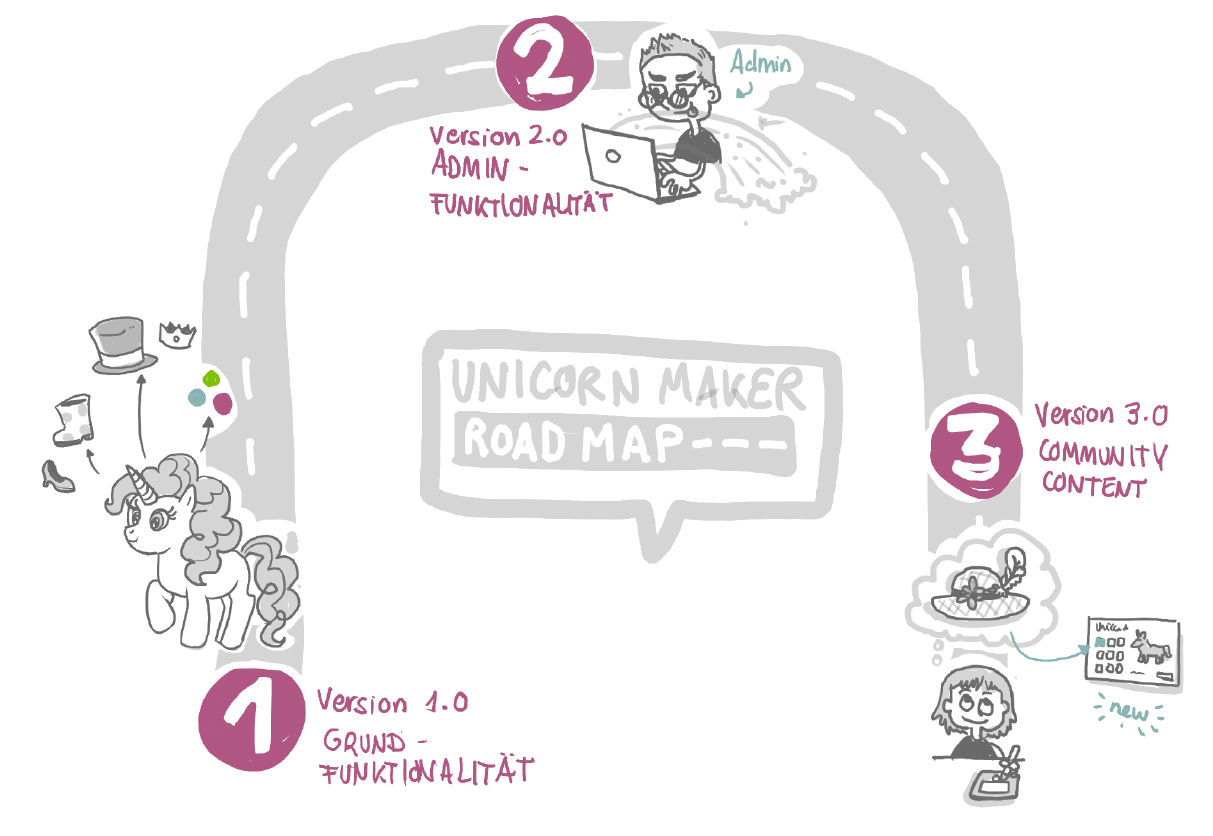 2
Admin
Version 2.0
ADMIN-
FUNKTIONALITÄT
UNICORN MAKER
ROAD MAP---
3
Version 3.0
COMMUNITY
CONTENT
new
1
Version 1.0
GRUND-
FUNKTIONALITÄT